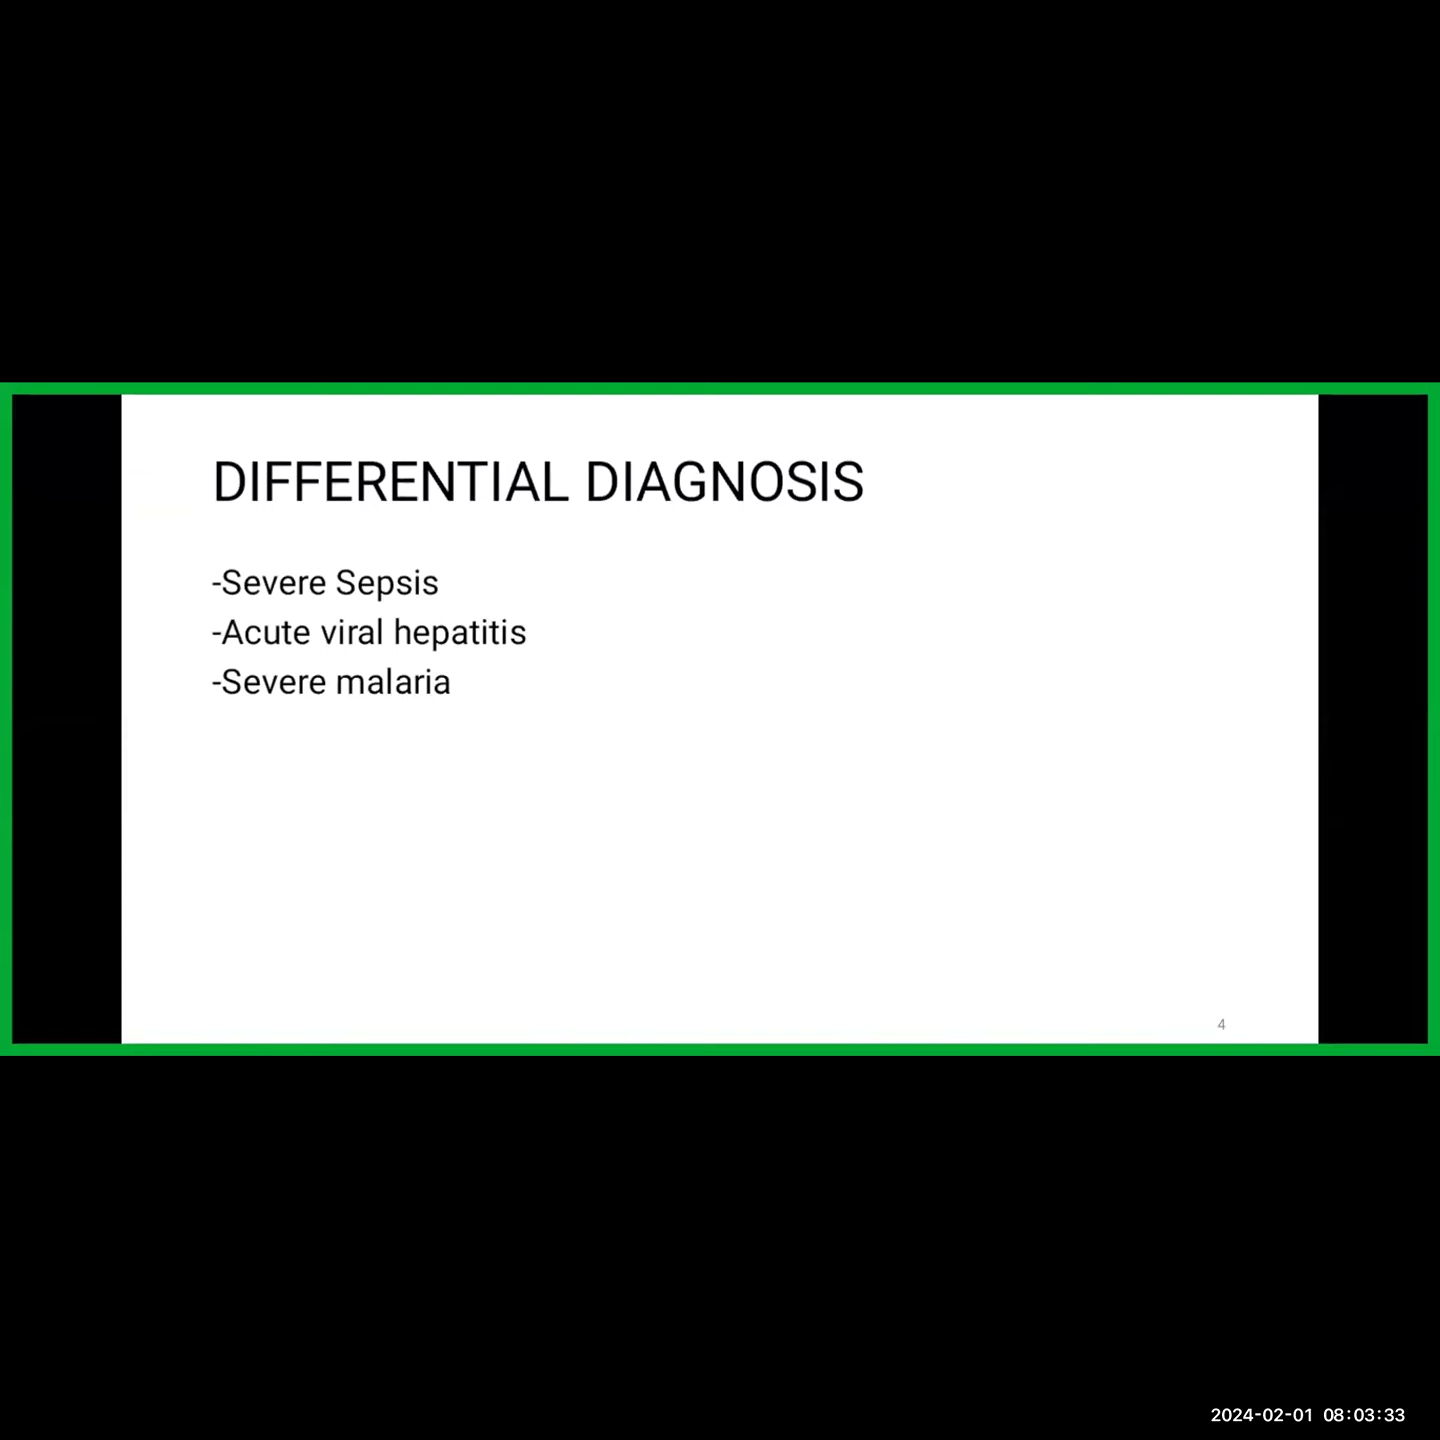 DIFFERENTIAL DIAGNOSIS
-Severe Sepsis
-Acute viral hepatitis
-Severe malaria
4
2024-02-01 08:03:33